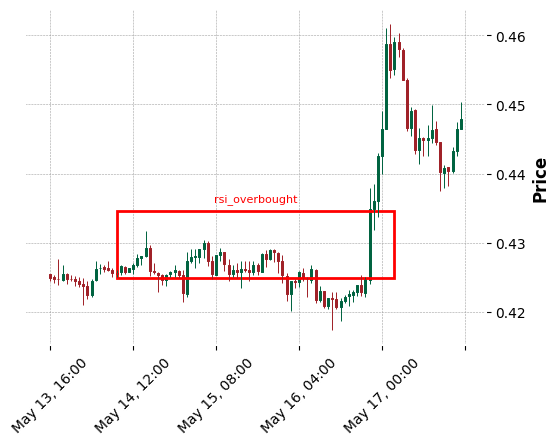 0.46
0.45
0.44
0.43
0.42
Price
rsi_overbought
May 13, 16:00
May 14, 12:00
May 15, 08:00
May 16, 04:00
May 17, 00:00